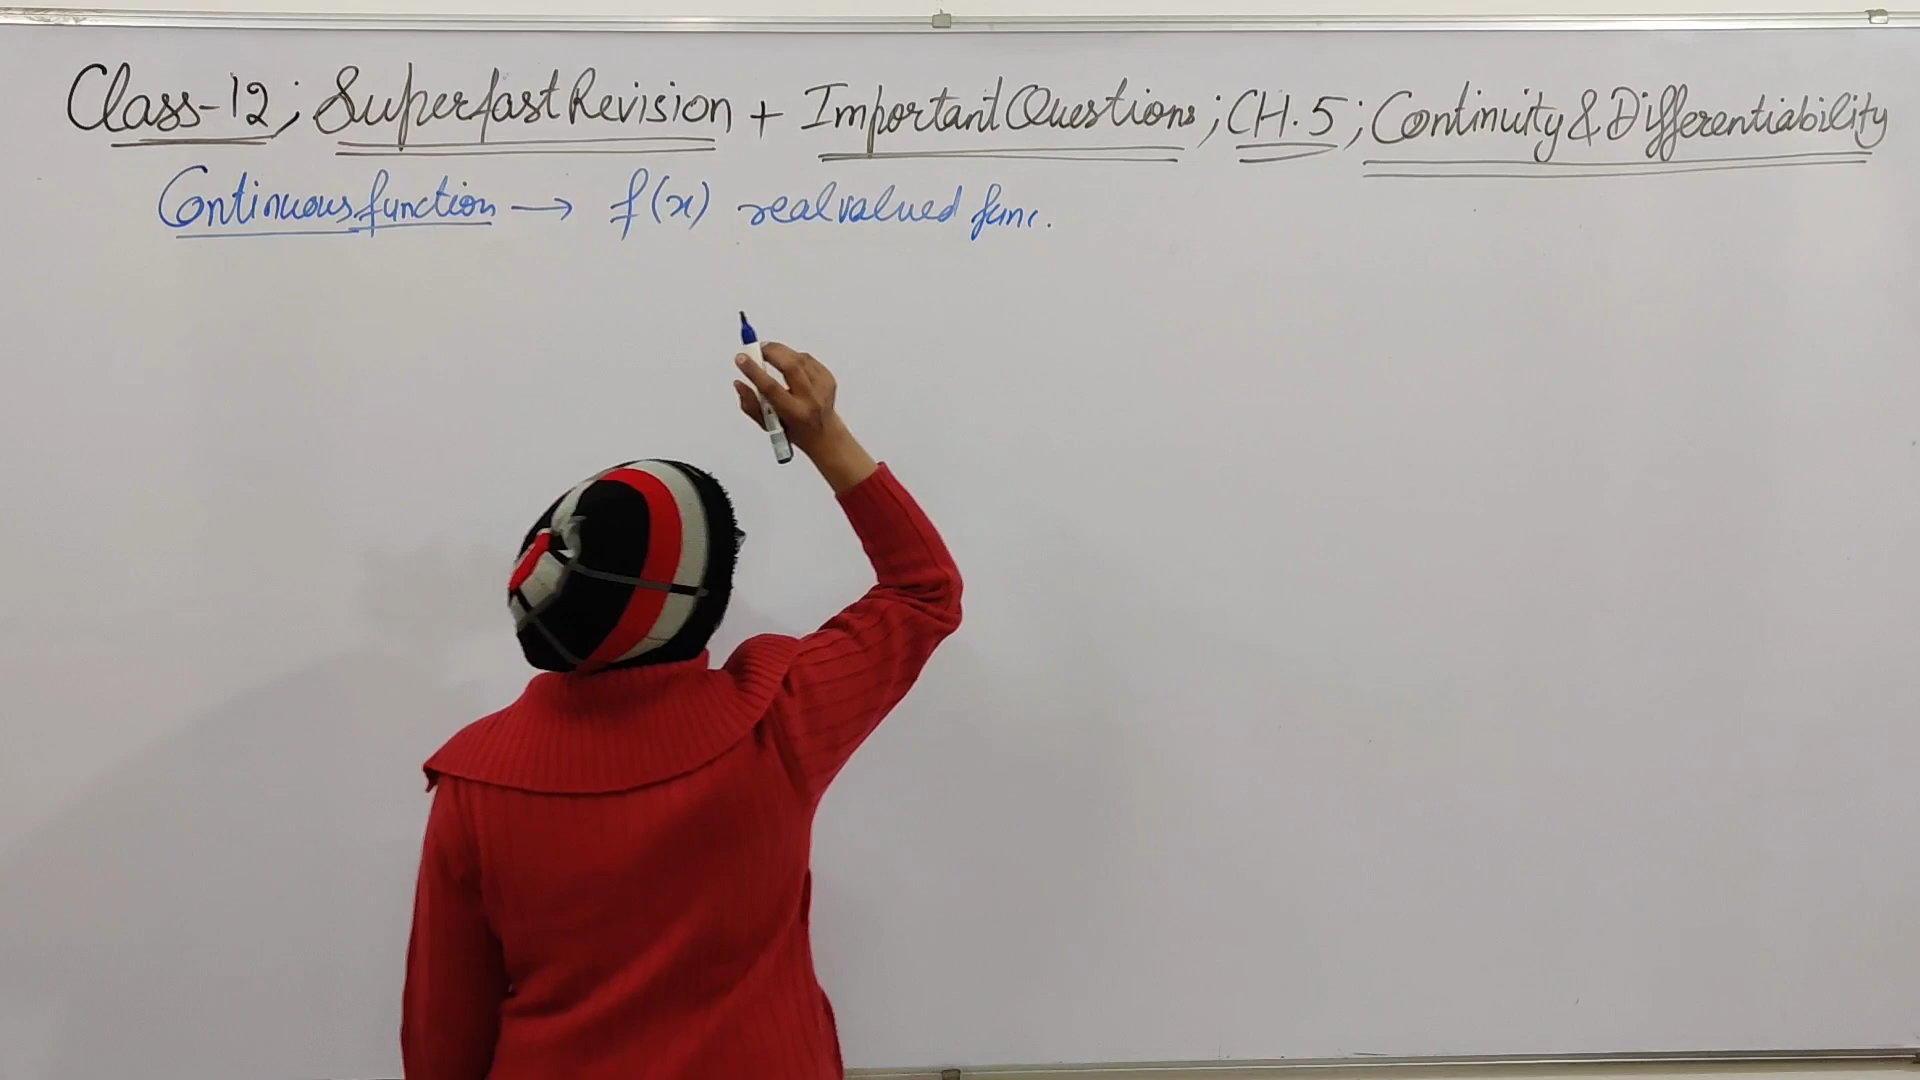 Class-12; Superfast Revision + Important Questions; CH.5; Continuity & Differentiability
Continuous function → f(x) real valued func.